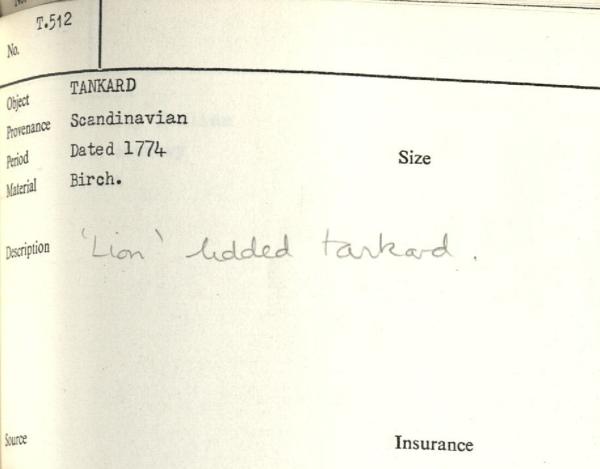 T.512
No.
Object TANKARD
Provenance Scandinavian
Period Dated 1774 Size
Material Birch.
Description 'Lion' lidded tankard.
Source Insurance